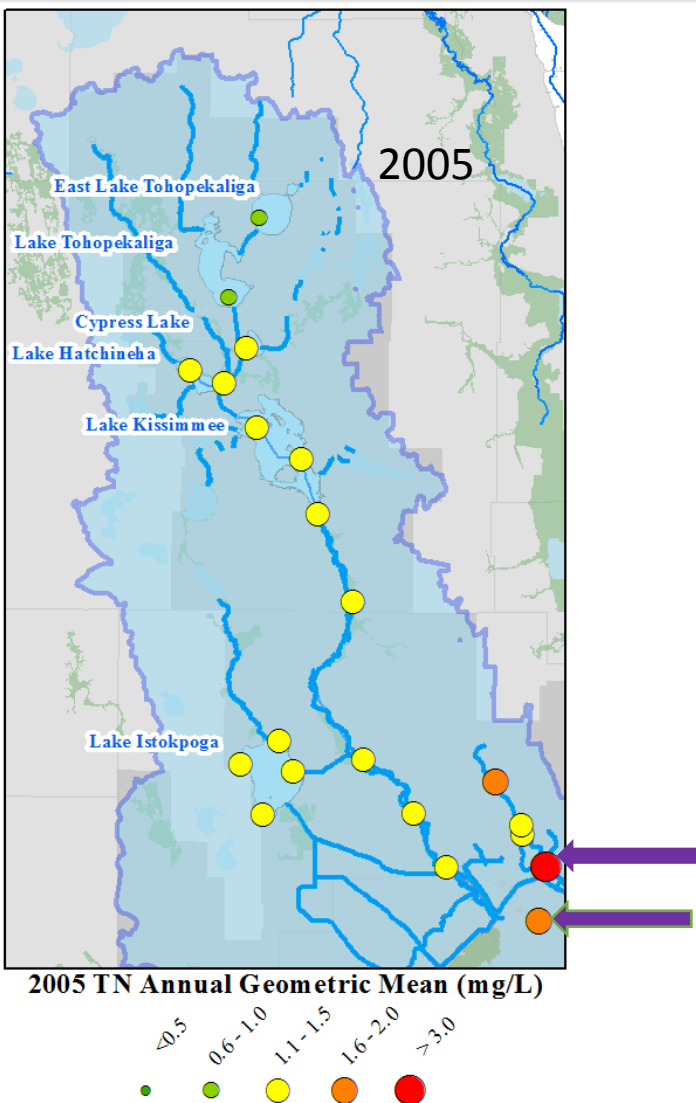 2005
East Lake Tohopekaliga
Lake Tohopekaliga
Cypress Lake
Lake Hatchineha
Lake Kissimmee
Lake Istokpoga
2005 TN Annual Geometric Mean (mg/L)
<0.5
0.6 - 1.0
1.1 - 1.5
1.6 - 2.0
> 3.0